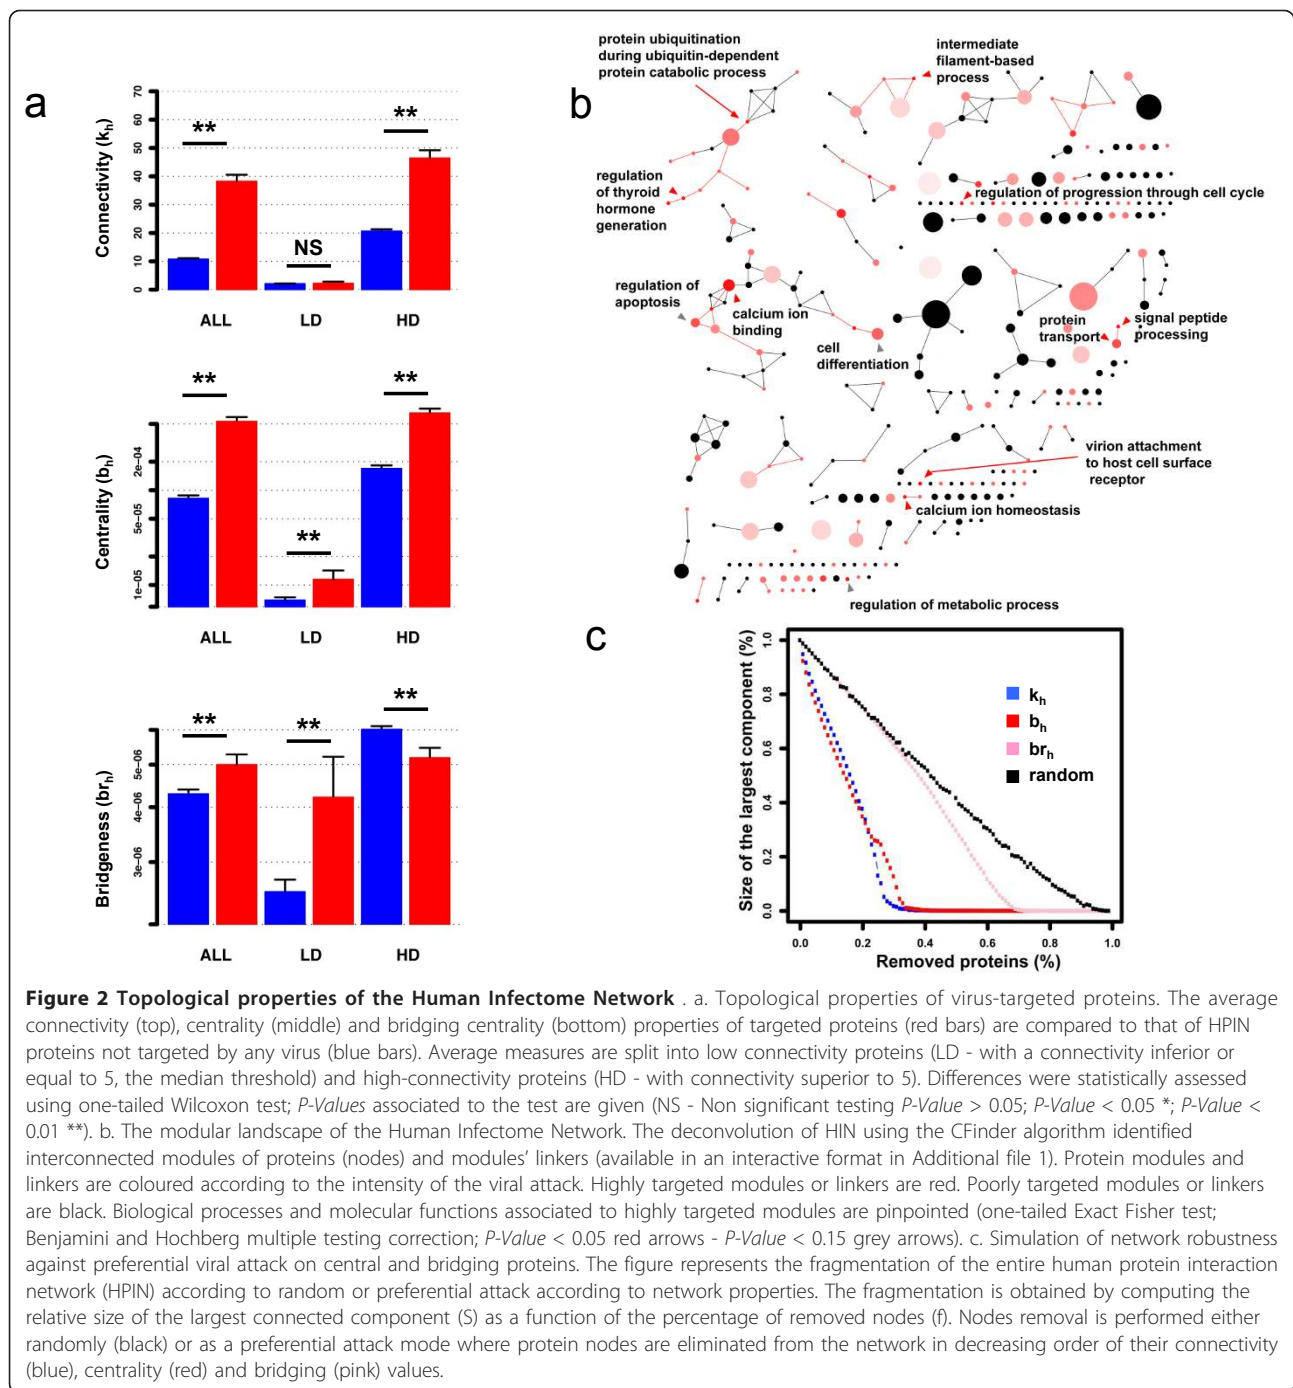 a
Connectivity (kh)
70
60
50
40
30
20
10
0
**
NS
**
ALL
LD
HD
Centrality (bh)
2e−04
5e−05
1e−05
**
**
**
ALL
LD
HD
Bridgeness (brh)
5e−06
4e−06
3e−06
**
**
**
ALL
LD
HD
b
protein ubiquitination
during ubiquitin-dependent
protein catabolic process
intermediate
filament-based
process
regulation
of thyroid
hormone
generation
regulation of progression through cell cycle
regulation of
apoptosis
calcium ion
binding
cell
differentiation
protein
transport
signal peptide
processing
virion attachment
to host cell surface
receptor
calcium ion homeostasis
regulation of metabolic process
c
Size of the largest component (%)
1.0
0.8
0.6
0.4
0.2
0.0
kh
bh
brh
random
0.0 0.2 0.4 0.6 0.8 1.0
Removed proteins (%)
Figure 2 Topological properties of the Human Infectome Network . a. Topological properties of virus-targeted proteins. The average
connectivity (top), centrality (middle) and bridging centrality (bottom) properties of targeted proteins (red bars) are compared to that of HPIN
proteins not targeted by any virus (blue bars). Average measures are split into low connectivity proteins (LD - with a connectivity inferior or
equal to 5, the median threshold) and high-connectivity proteins (HD - with connectivity superior to 5). Differences were statistically assessed
using one-tailed Wilcoxon test; P-Values associated to the test are given (NS - Non significant testing P-Value > 0.05; P-Value < 0.05 *; P-Value <
0.01 **). b. The modular landscape of the Human Infectome Network. The deconvolution of HIN using the CFinder algorithm identified
interconnected modules of proteins (nodes) and modules' linkers (available in an interactive format in Additional file 1). Protein modules and
linkers are coloured according to the intensity of the viral attack. Highly targeted modules or linkers are red. Poorly targeted modules or linkers
are black. Biological processes and molecular functions associated to highly targeted modules are pinpointed (one-tailed Exact Fisher test;
Benjamini and Hochberg multiple testing correction; P-Value < 0.05 red arrows - P-Value < 0.15 grey arrows). c. Simulation of network robustness
against preferential viral attack on central and bridging proteins. The figure represents the fragmentation of the entire human protein interaction
network (HPIN) according to random or preferential attack according to network properties. The fragmentation is obtained by computing the
relative size of the largest connected component (S) as a function of the percentage of removed nodes (f). Nodes removal is performed either
randomly (black) or as a preferential attack mode where protein nodes are eliminated from the network in decreasing order of their connectivity
(blue), centrality (red) and bridging (pink) values.